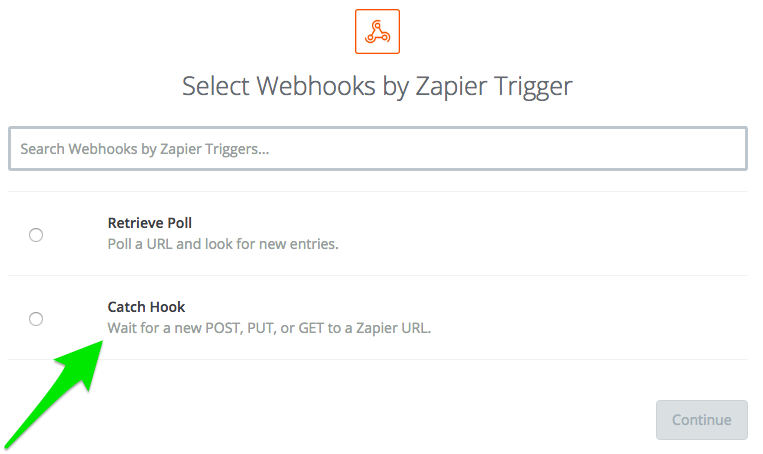 Select Webhooks by Zapier Trigger
Search Webhooks by Zapier Triggers...
Retrieve Poll
Poll a URL and look for new entries.
Catch Hook
Wait for a new POST, PUT, or GET to a Zapier URL.
Continue